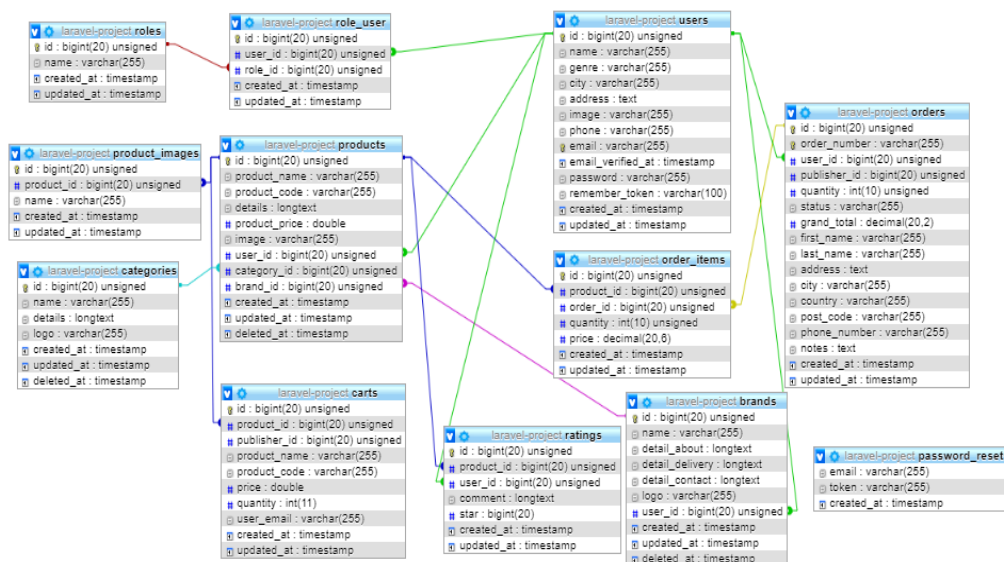 laravel-project roles
id : bigint(20) unsigned
name : varchar(255)
created_at : timestamp
updated_at : timestamp
laravel-project role_user
id : bigint(20) unsigned
user_id : bigint(20) unsigned
role_id : bigint(20) unsigned
created_at : timestamp
updated_at : timestamp
laravel-project users
id : bigint(20) unsigned
name : varchar(255)
genre : varchar(255)
city : varchar(255)
address : text
image : varchar(255)
phone : varchar(255)
email : varchar(255)
email_verified_at : timestamp
password : varchar(255)
remember_token : varchar(100)
created_at : timestamp
updated_at : timestamp
laravel-project orders
id : bigint(20) unsigned
order_number : varchar(255)
user_id : bigint(20) unsigned
publisher_id : bigint(20) unsigned
quantity : int(10) unsigned
status : varchar(255)
grand_total : decimal(20,2)
first_name : varchar(255)
last_name : varchar(255)
address : text
city : varchar(255)
country : varchar(255)
post_code : varchar(255)
phone_number : varchar(255)
notes : text
created_at : timestamp
updated_at : timestamp
laravel-project product_images
id : bigint(20) unsigned
product_id : bigint(20) unsigned
name : varchar(255)
created_at : timestamp
updated_at : timestamp
laravel-project products
id : bigint(20) unsigned
product_name : varchar(255)
product_code : varchar(255)
details : longtext
product_price : double
image : varchar(255)
user_id : bigint(20) unsigned
category_id : bigint(20) unsigned
brand_id : bigint(20) unsigned
created_at : timestamp
updated_at : timestamp
deleted_at : timestamp
laravel-project categories
id : bigint(20) unsigned
name : varchar(255)
details : longtext
logo : varchar(255)
created_at : timestamp
updated_at : timestamp
deleted_at : timestamp
laravel-project order_items
id : bigint(20) unsigned
product_id : bigint(20) unsigned
order_id : bigint(20) unsigned
quantity : int(10) unsigned
price : decimal(20,6)
created_at : timestamp
updated_at : timestamp
laravel-project carts
id : bigint(20) unsigned
product_id : bigint(20) unsigned
publisher_id : bigint(20) unsigned
product_name : varchar(255)
product_code : varchar(255)
price : double
quantity : int(11)
user_email : varchar(255)
created_at : timestamp
updated_at : timestamp
laravel-project ratings
id : bigint(20) unsigned
product_id : bigint(20) unsigned
user_id : bigint(20) unsigned
comment : longtext
star : bigint(20)
created_at : timestamp
updated_at : timestamp
laravel-project brands
id : bigint(20) unsigned
name : varchar(255)
detail_about : longtext
detail_delivery : longtext
detail_contact : longtext
logo : varchar(255)
user_id : bigint(20) unsigned
created_at : timestamp
updated_at : timestamp
deleted_at : timestamp
laravel-project password_reset
email : varchar(255)
token : varchar(255)
created_at : timestamp